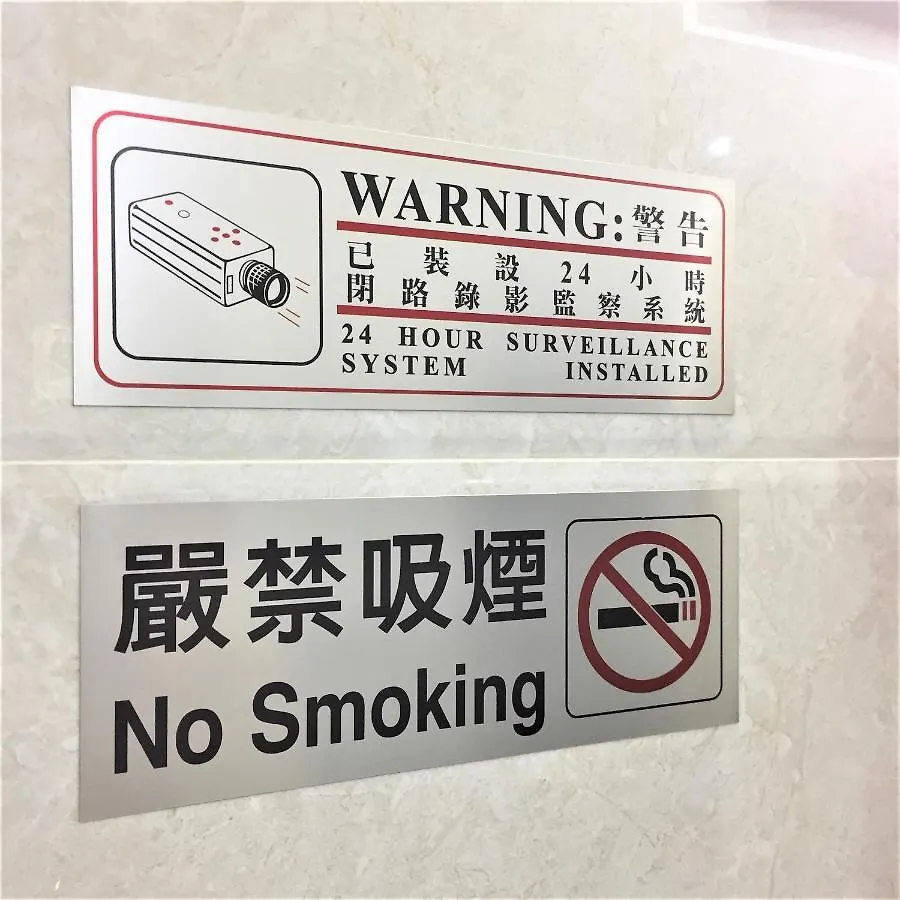 WARNING:警告
已裝設24小時
閉路錄影監察系統
24 HOUR SURVEILLANCE
SYSTEM INSTALLED
嚴禁吸煙
No Smoking